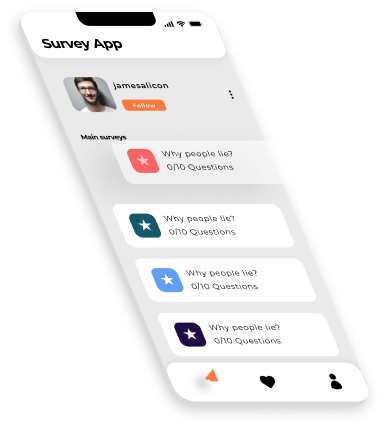 Survey App
jamesalicon
Follow
Main surveys
Why people lie?
0/10 Questions
Why people lie?
0/10 Questions
Why people lie?
0/10 Questions
Why people lie?
0/10 Questions